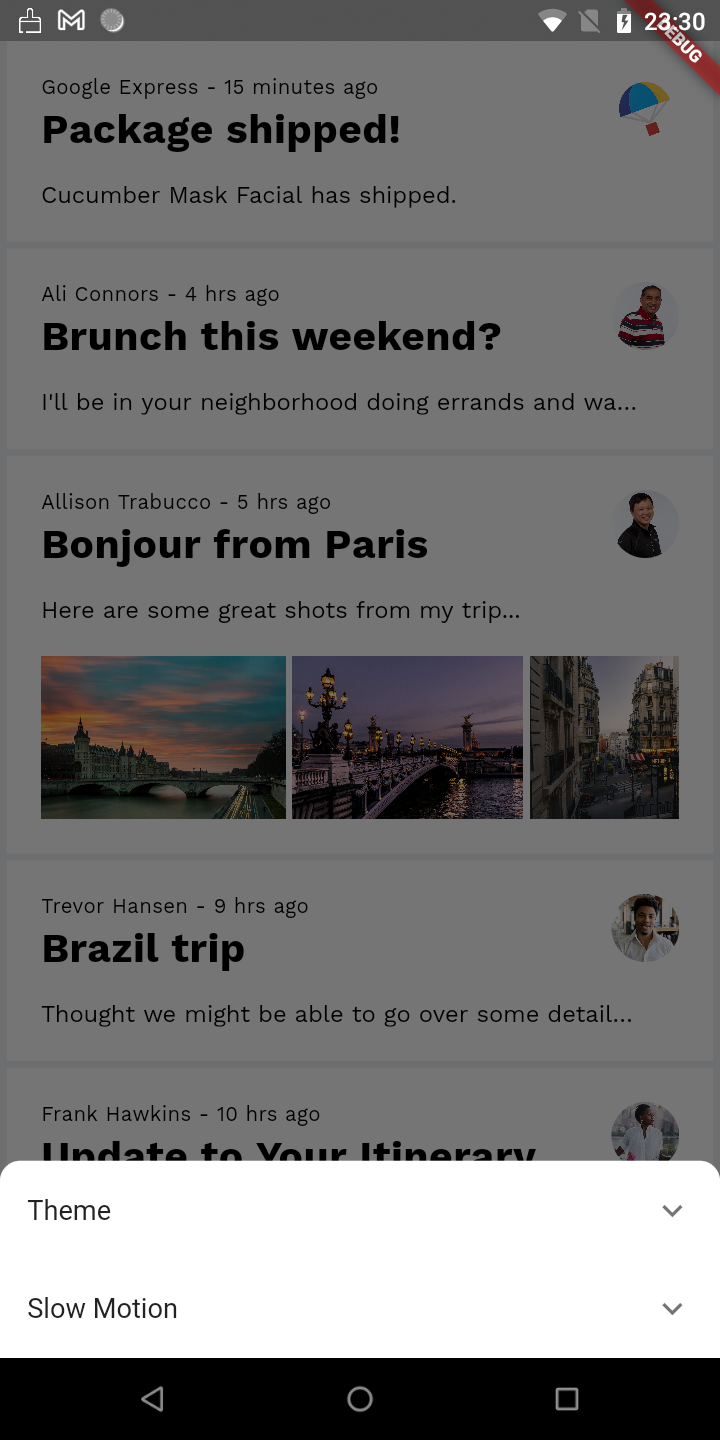 23:30
DEBUG
Google Express - 15 minutes ago
Package shipped!
Cucumber Mask Facial has shipped.
Ali Connors - 4 hrs ago
Brunch this weekend?
I'll be in your neighborhood doing errands and wa...
Allison Trabucco - 5 hrs ago
Bonjour from Paris
Here are some great shots from my trip...
Trevor Hansen - 9 hrs ago
Brazil trip
Thought we might be able to go over some detail...
Frank Hawkins - 10 hrs ago
Update to Your Itinerary
Theme
Slow Motion